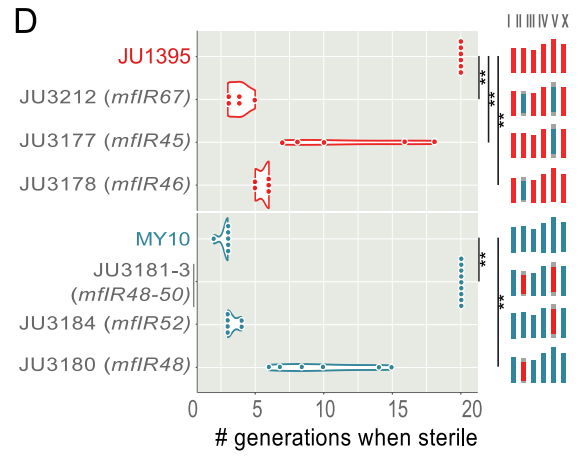 D
I II III IV V X
JU1395
JU3212 (mfIR67)
JU3177 (mfIR45)
JU3178 (mfIR46)
MY10
JU3181-3
(mfIR48-50)
JU3184 (mfIR52)
JU3180 (mfIR48)
**
**
**
**
**
0 5 10 15 20
# generations when sterile